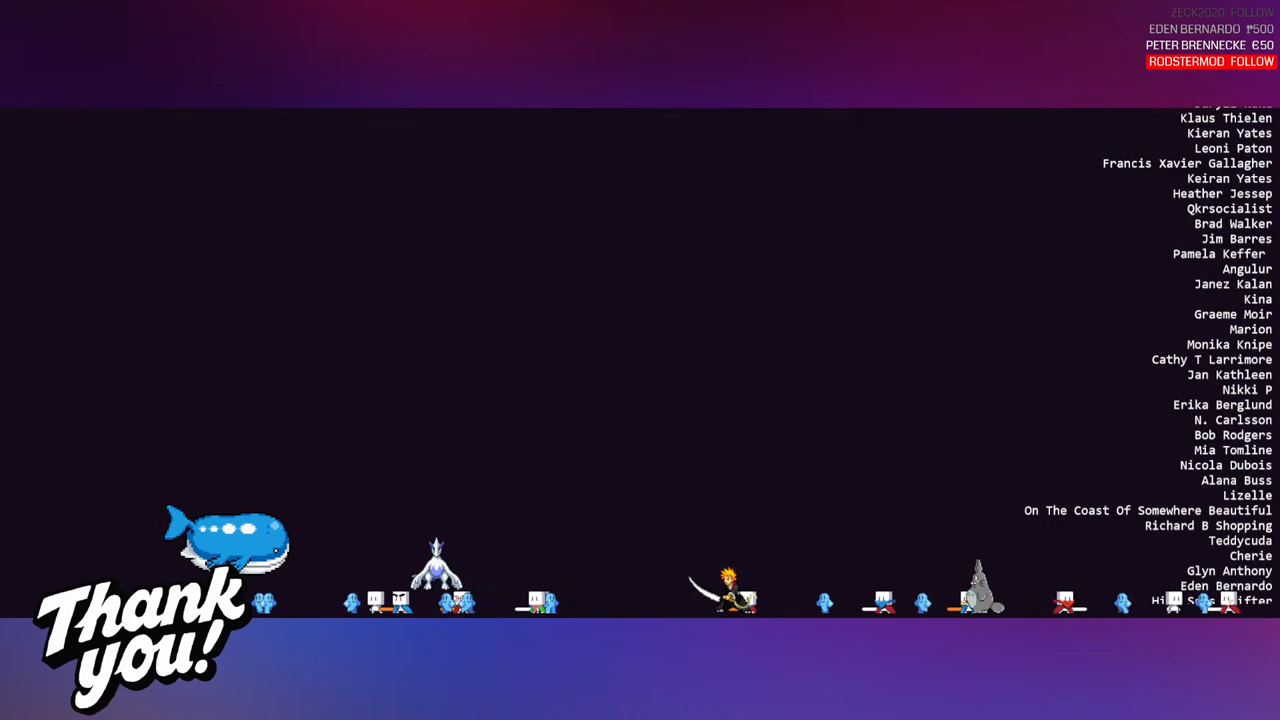 ZECK2020 FOLLOW
EDEN BERNARDO ₱500
PETER BRENNECKE €50
RODSTERMOD FOLLOW
Klaus Thielen
Kieran Yates
Leoni Paton
Francis Xavier Gallagher
Keiran Yates
Heather Jessep
Qkrsocialist
Brad Walker
Jim Barres
Pamela Keffer
Angulur
Janez Kalan
Kina
Graeme Moir
Marion
Monika Knipe
Cathy T Larrimore
Jan Kathleen
Nikki P
Erika Berglund
N. Carlsson
Bob Rodgers
Mia Tomline
Nicola Dubois
Alana Buss
Lizelle
On The Coast Of Somewhere Beautiful
Richard B Shopping
Teddycuda
Cherie
Glyn Anthony
Eden Bernardo
Thank
you!